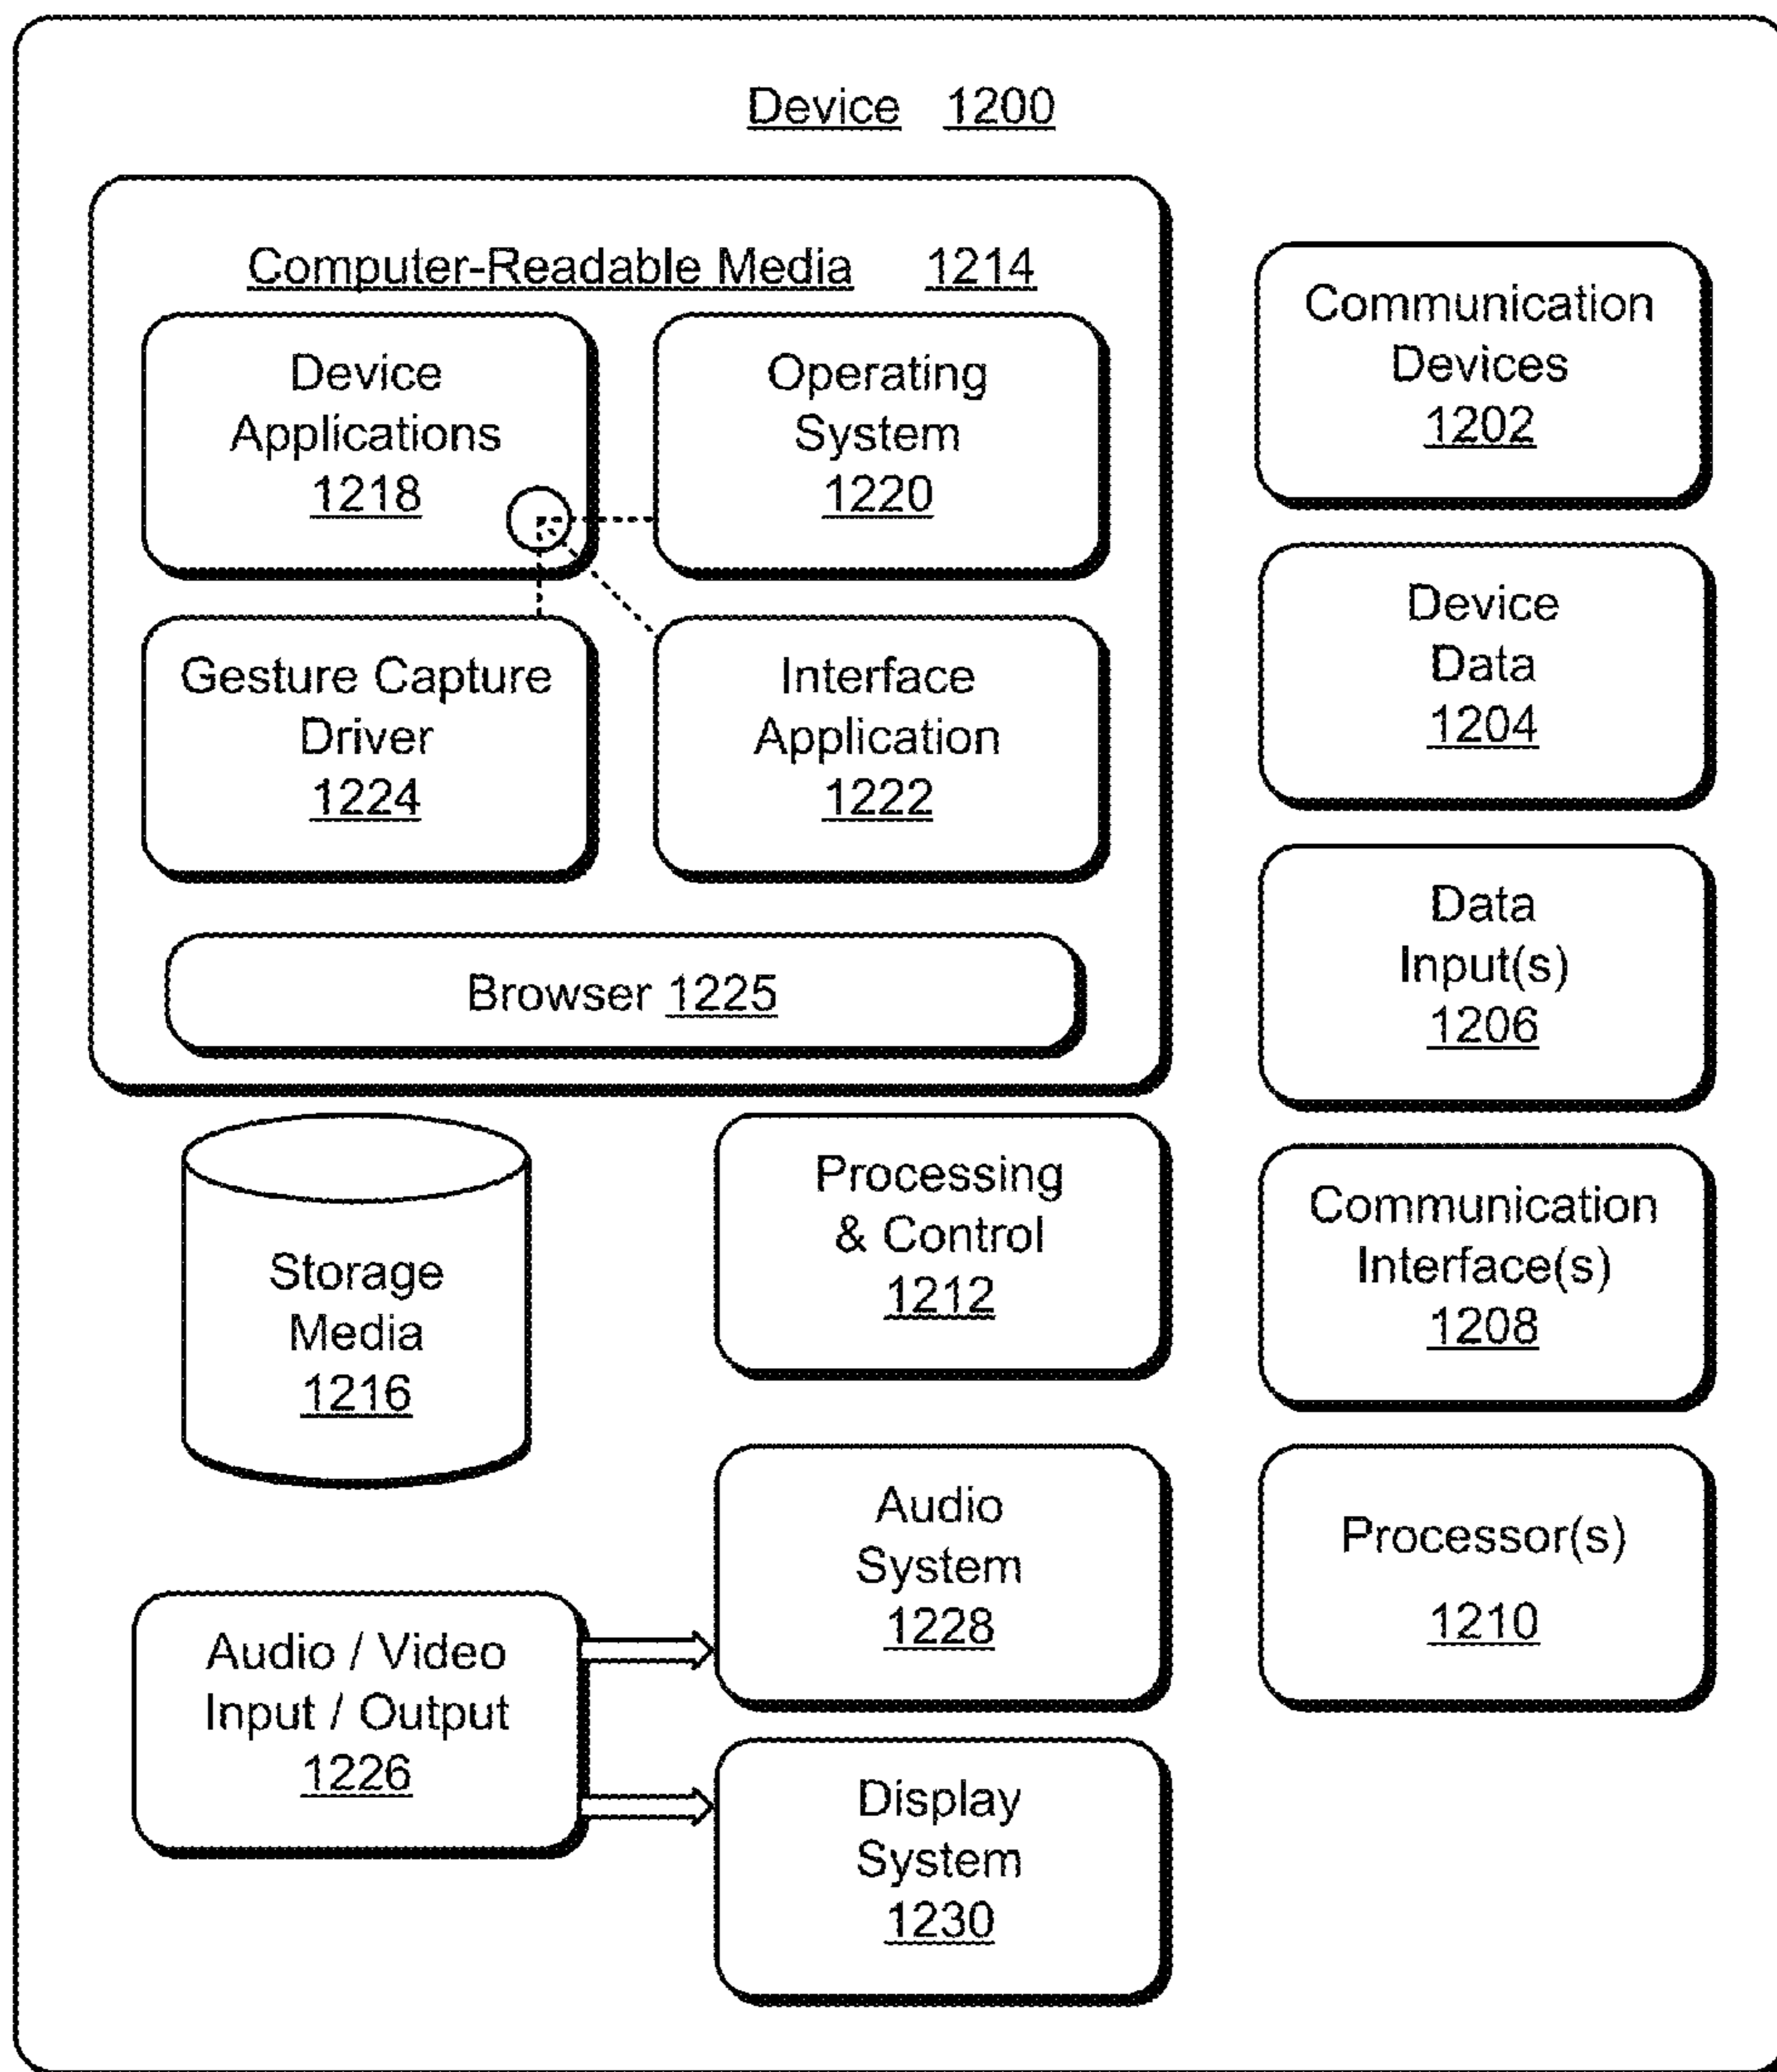 Device 1200
Computer-Readable Media 1214
Device
Applications
1218
Operating
System
1220
Gesture Capture
Driver
1224
Interface
Application
1222
Browser 1225
Communication
Devices
1202
Device
Data
1204
Data
Input(s)
1206
Communication
Interface(s)
1208
Processor(s)
1210
Storage
Media
1216
Processing
& Control
1212
Audio / Video
Input / Output
1226
Audio
System
1228
Display
System
1230